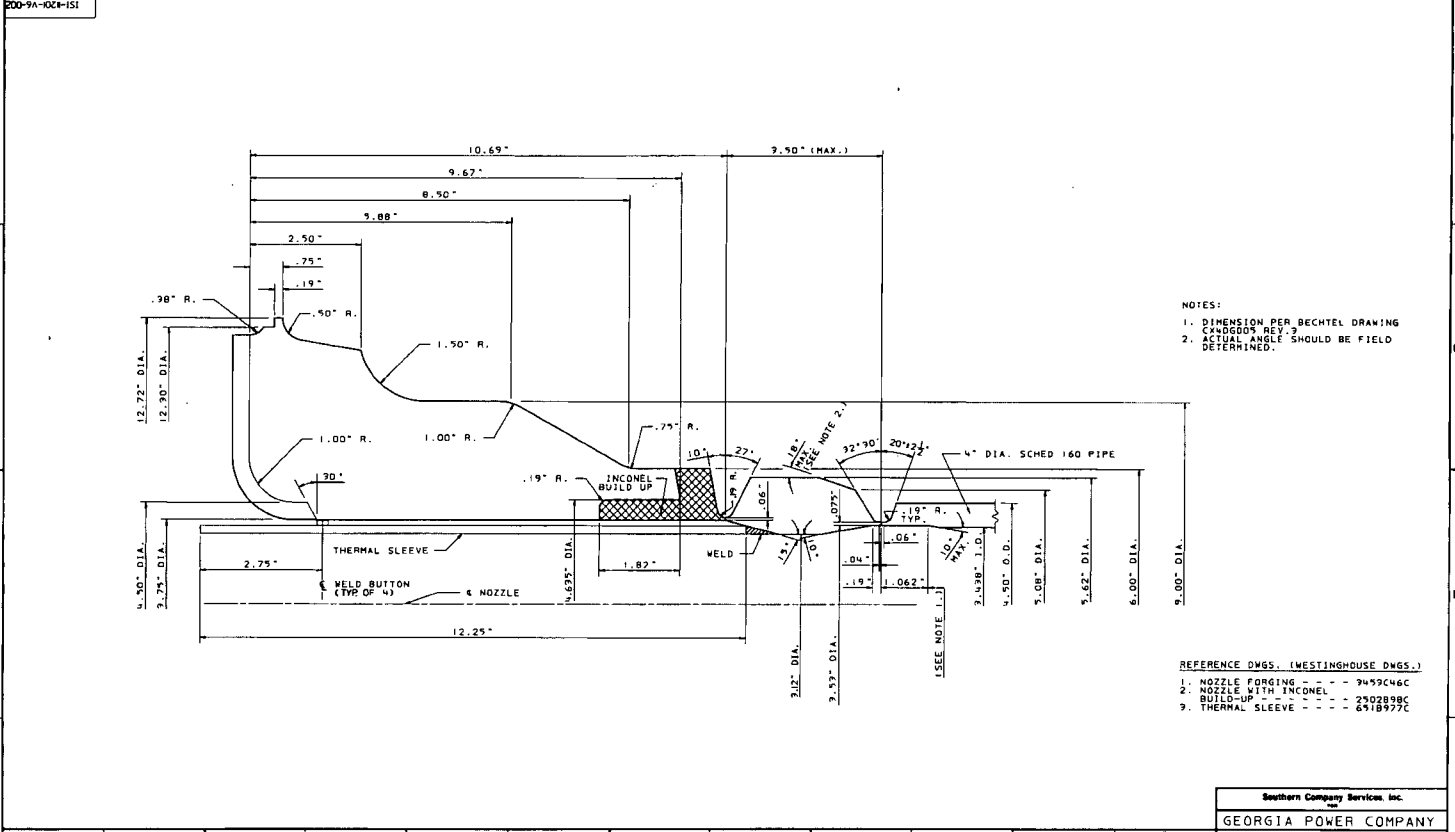 ISI-11201-V6-002
10.69"
3.50" (MAX.)
9.67"
8.50"
5.88"
2.50"
.75"
.19"
.38" R.
.50" R.
1.50" R.
12.72" DIA.
12.30" DIA.
1.00" R.
1.00" R.
.75" R.
30°
.19" R.
INCONEL
BUILD UP
10°
27°
.19 R.
.06"
18°
MAX.
(SEE NOTE 2.)
32°30'
20°±2½°
4" DIA. SCHED 160 PIPE
.075"
.19" R.
TYP.
.06"
10°
MAX.
THERMAL SLEEVE
WELD
15°
10°
.04"
.19"
1.062"
(SEE NOTE 1.)
2.75"
℄ WELD BUTTON
(TYP. OF 4)
℄ NOZZLE
1.82"
4.635" DIA.
4.50" DIA.
3.75" DIA.
12.25"
3.12" DIA.
3.53" DIA.
3.438" I.D.
4.50" O.D.
5.08" DIA.
5.62" DIA.
6.00" DIA.
9.00" DIA.
NOTES:
1. DIMENSION PER BECHTEL DRAWING
CX4DG005 REV.3
2. ACTUAL ANGLE SHOULD BE FIELD
DETERMINED.
REFERENCE DWGS. (WESTINGHOUSE DWGS.)
1. NOZZLE FORGING - - - - 3453C46C
2. NOZZLE WITH INCONEL
BUILD-UP - - - - - - - 2502B98C
3. THERMAL SLEEVE - - - - 651B977C
Southern Company Services, Inc.
FOR
GEORGIA POWER COMPANY